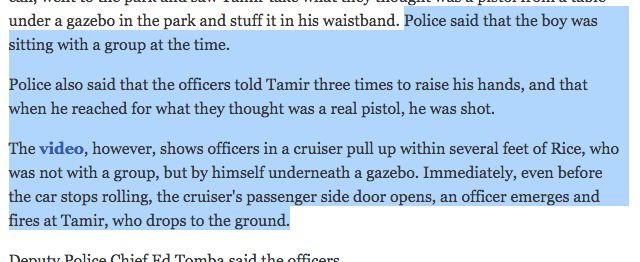 call, went to the park and saw Tamir take what they thought was a pistol from a table
under a gazebo in the park and stuff it in his waistband. Police said that the boy was
sitting with a group at the time.
Police also said that the officers told Tamir three times to raise his hands, and that
when he reached for what they thought was a real pistol, he was shot.
The video, however, shows officers in a cruiser pull up within several feet of Rice, who
was not with a group, but by himself underneath a gazebo. Immediately, even before
the car stops rolling, the cruiser's passenger side door opens, an officer emerges and
fires at Tamir, who drops to the ground.
Deputy Police Chief Ed Tomba said the officers